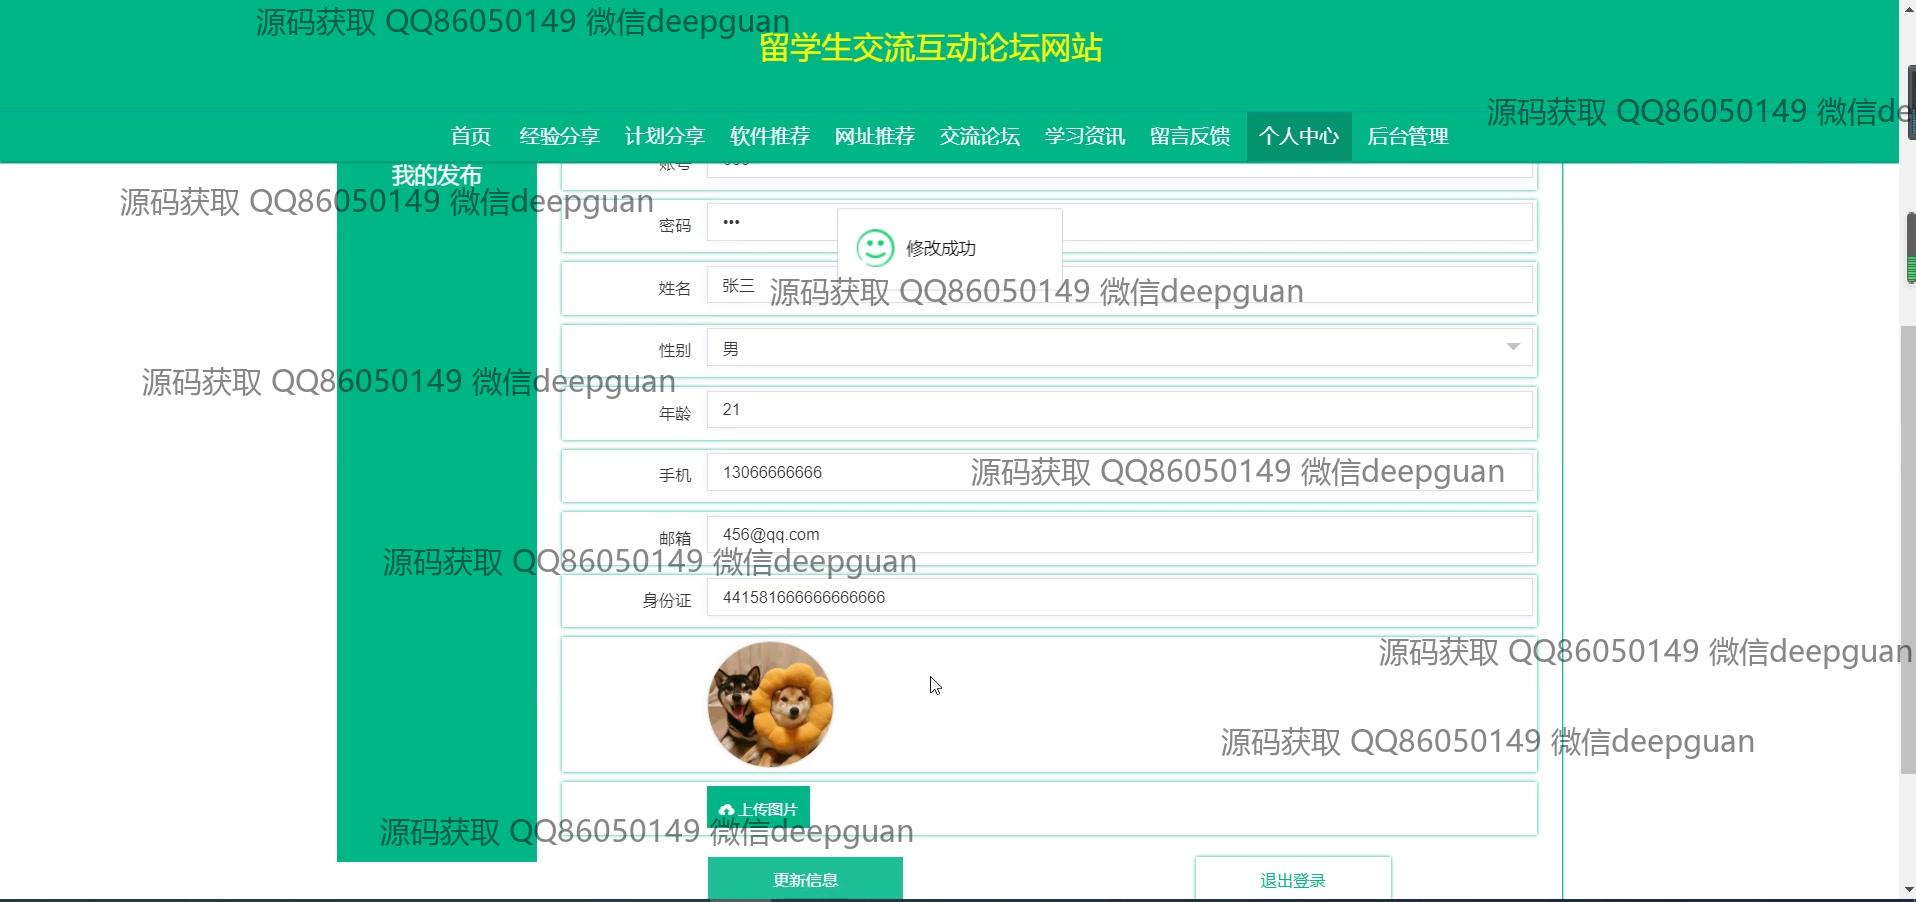 源码获取 QQ86050149 微信deepguan
留学生交流互动论坛网站
源码获取 QQ86050149 微信de
首页 经验分享 计划分享 软件推荐 网址推荐 交流论坛 学习资讯 留言反馈 个人中心 后台管理
账号
我的发布
源码获取 QQ86050149 微信deepguan
密码 •••
修改成功
姓名 张三
源码获取 QQ86050149 微信deepguan
性别 男
源码获取 QQ86050149 微信deepguan
年龄 21
手机 13066666666
源码获取 QQ86050149 微信deepguan
邮箱 456@qq.com
源码获取 QQ86050149 微信deepguan
身份证 441581666666666666
源码获取 QQ86050149 微信deepguan
源码获取 QQ86050149 微信deepguan
上传图片
源码获取 QQ86050149 微信deepguan
更新信息 退出登录